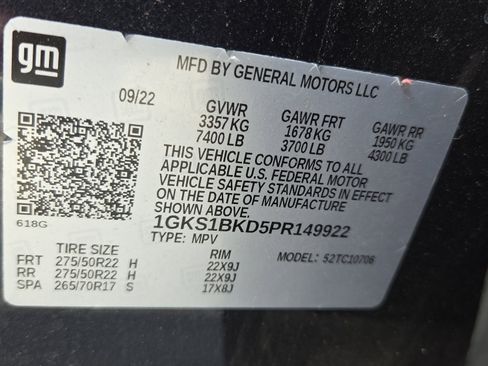 gm
MFD BY GENERAL MOTORS LLC
09/22 GVWR GAWR FRT GAWR RR
3357 KG 1678 KG 1950 KG
7400 LB 3700 LB 4300 LB
THIS VEHICLE CONFORMS TO ALL
APPLICABLE U.S. FEDERAL MOTOR
VEHICLE SAFETY STANDARDS IN EFFECT
ON THE DATE OF MANUFACTURE
SHOWN ABOVE.
618G
1GKS1BKD5PR149922
TYPE: MPV MODEL: 52TC10706
TIRE SIZE RIM
FRT 275/50R22 H 22X9J
RR 275/50R22 H 22X9J
SPA 265/70R17 S 17X8J